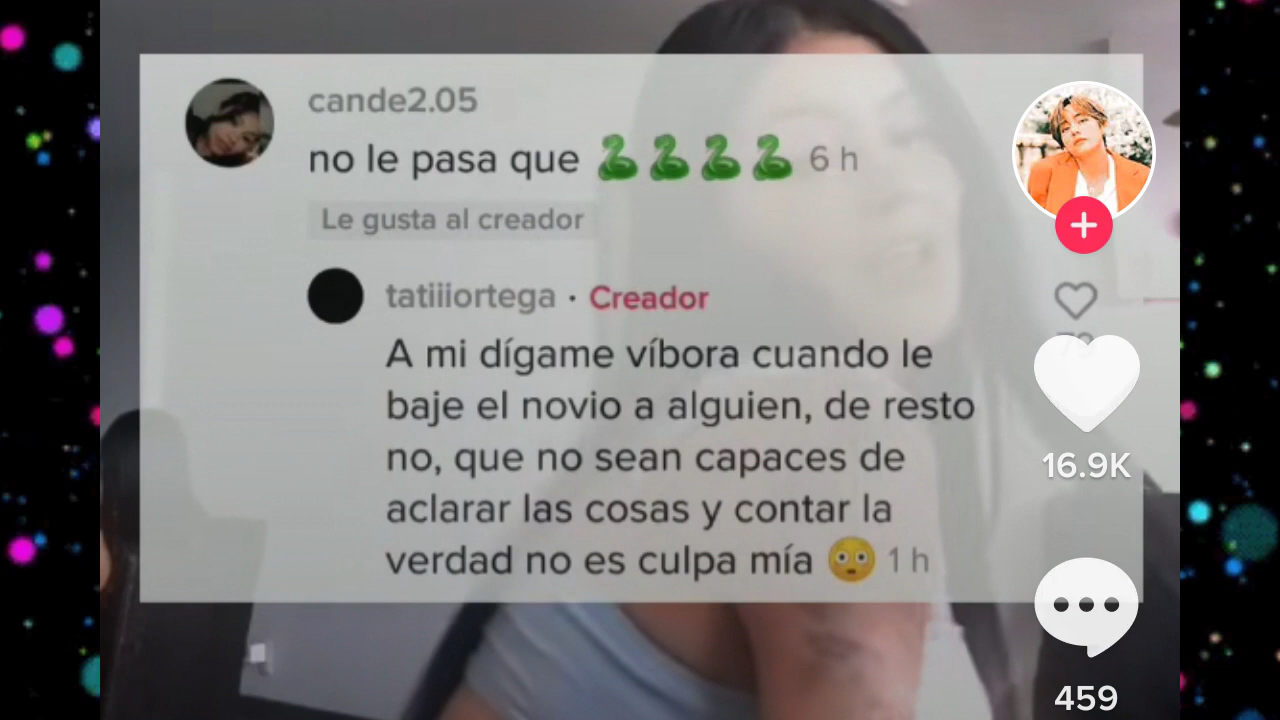 cande2.05
no le pasa que 🐍🐍🐍🐍 6 h
Le gusta al creador
tatiiiortega · Creador
A mi dígame víbora cuando le
baje el novio a alguien, de resto
no, que no sean capaces de
aclarar las cosas y contar la
verdad no es culpa mía 😳 1 h
16.9K
459